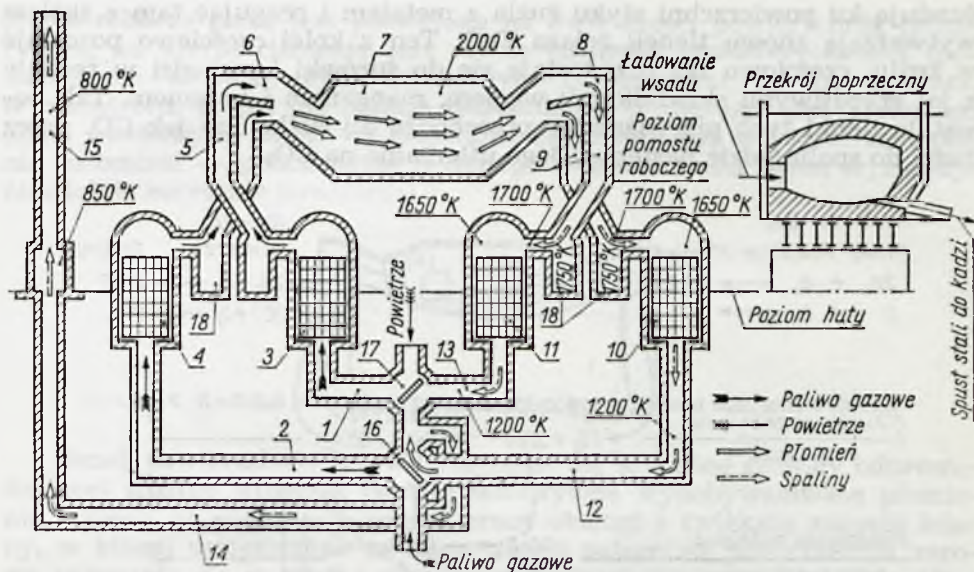 800 °K
15
850 °K
6
7
2000 °K
8
5
9
Ładowanie
wsadu
Poziom
pomostu
roboczego
Przekrój poprzeczny
1650 °K
1700 °K
1700 °K
1650 °K
1750 °K
1750 °K
18
18
4
3
11
10
Powietrze
17
13
1
2
16
1200 °K
1200 °K
12
14
Poziom huty
Spust stali do kadzi
Paliwo gazowe
Powietrze
Płomień
Spaliny
Paliwo gazowe